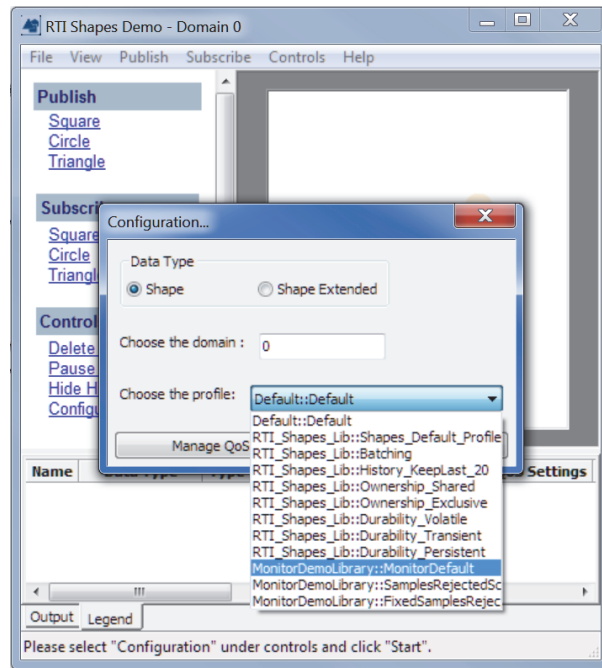 RTI Shapes Demo - Domain 0
File View Publish Subscribe Controls Help
Publish
Square
Circle
Triangle
Subscri
Square
Circle
Triangl
Control
Delete
Pause
Hide H
Configu
Configuration...
Data Type
Shape
Shape Extended
Choose the domain :
0
Choose the profile:
Default::Default
Default::Default
RTI_Shapes_Lib::Shapes_Default_Profile
RTI_Shapes_Lib::Batching
RTI_Shapes_Lib::History_KeepLast_20
RTI_Shapes_Lib::Ownership_Shared
RTI_Shapes_Lib::Ownership_Exclusive
RTI_Shapes_Lib::Durability_Volatile
RTI_Shapes_Lib::Durability_Transient
RTI_Shapes_Lib::Durability_Persistent
MonitorDemoLibrary::MonitorDefault
MonitorDemoLibrary::SamplesRejectedSc
MonitorDemoLibrary::FixedSamplesRejec
Manage QoS
Name
Settings
Output Legend
Please select "Configuration" under controls and click "Start".